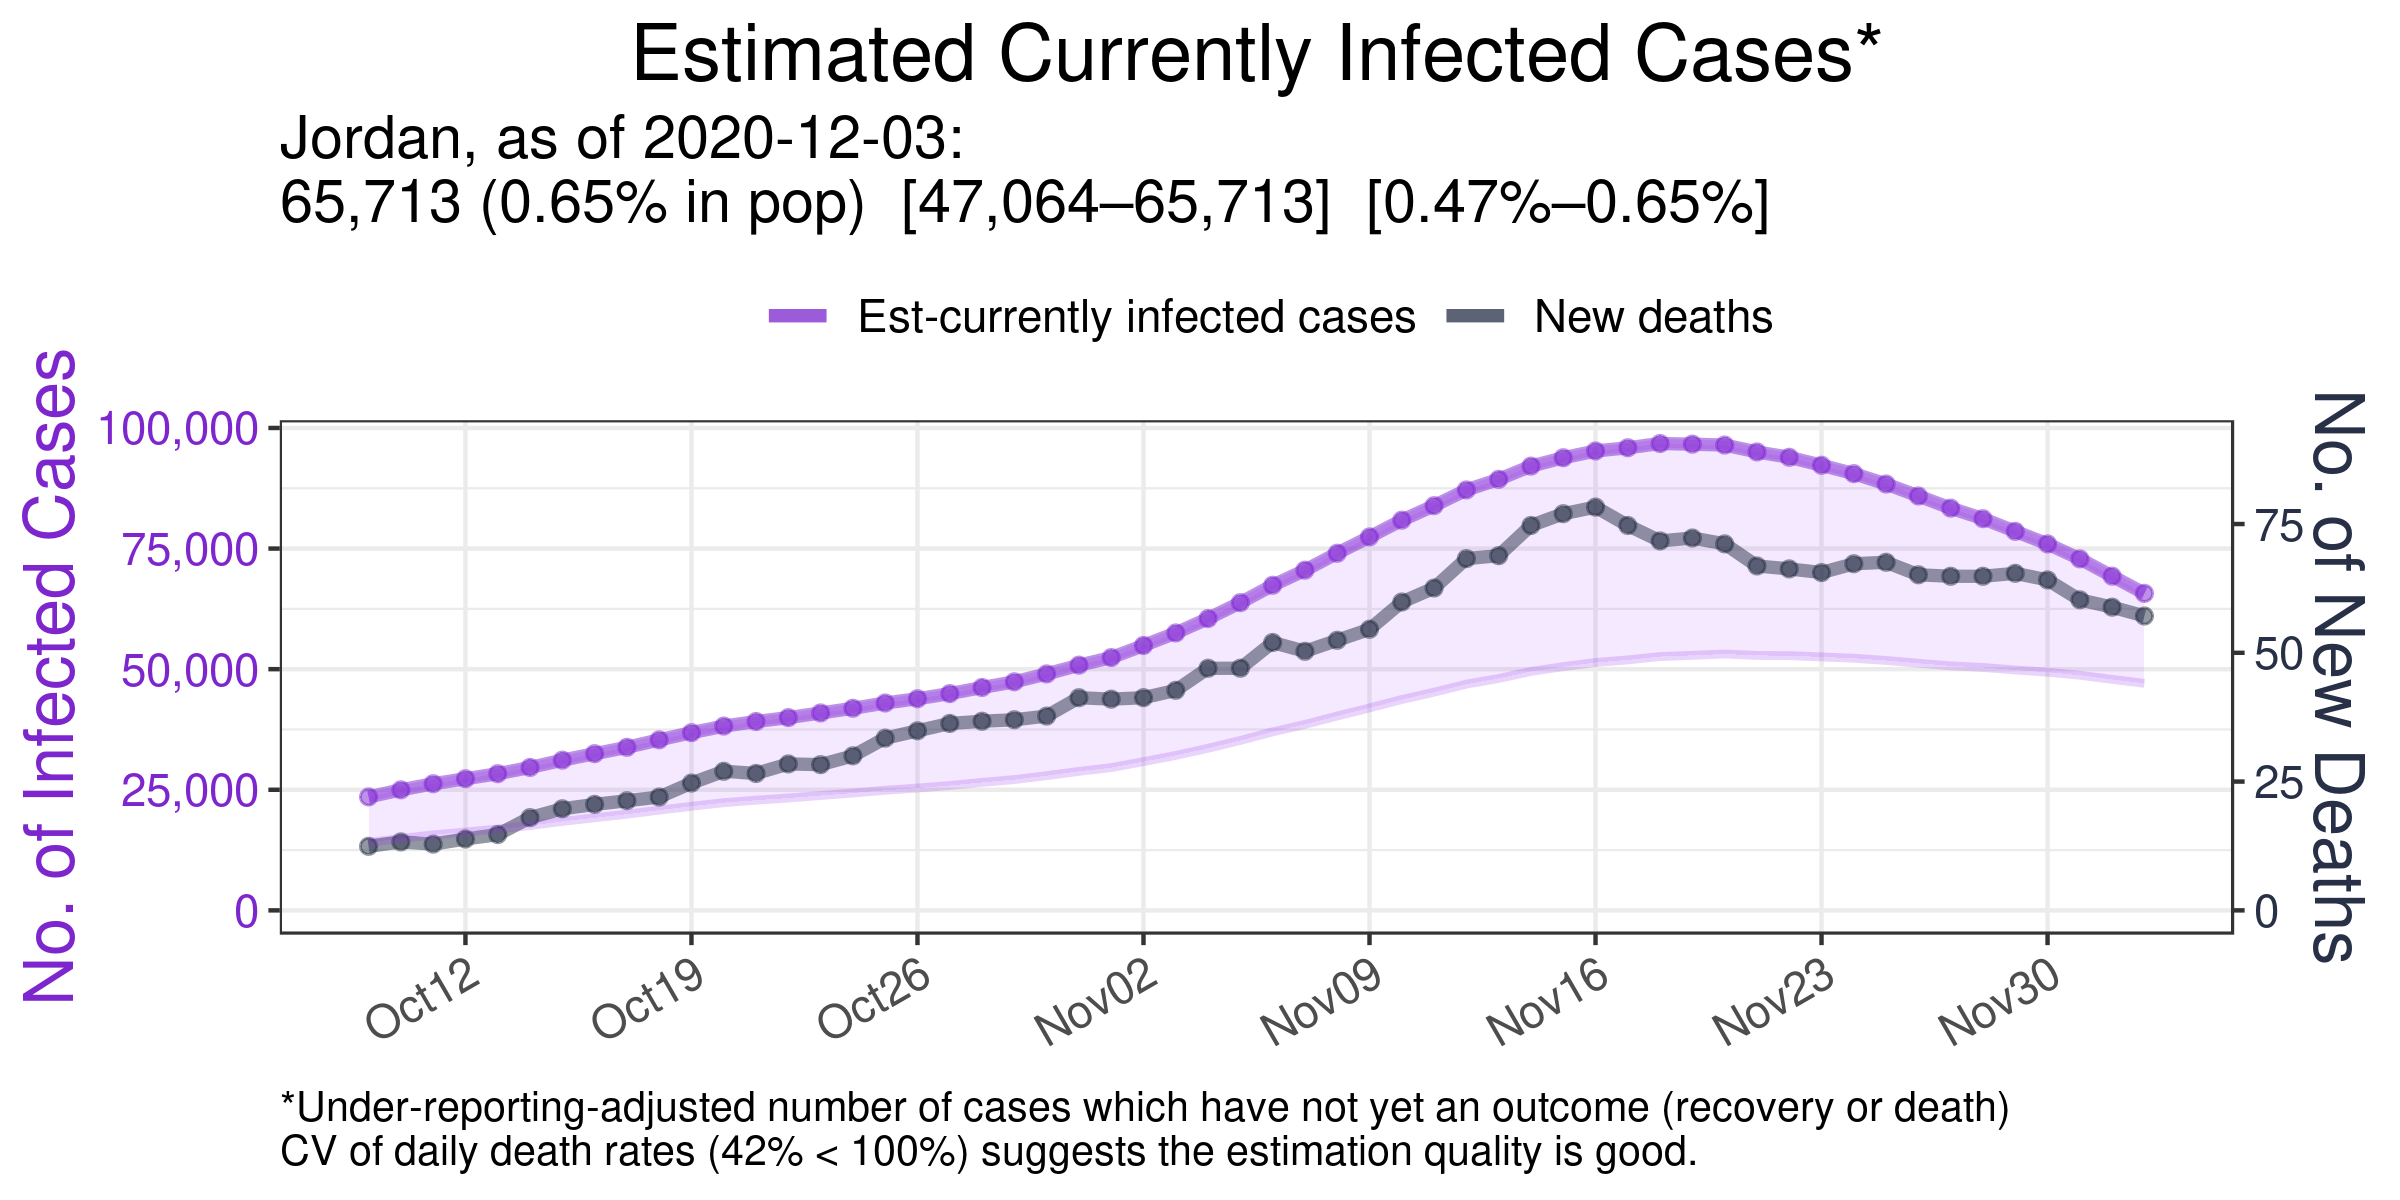 Estimated Currently Infected Cases*
Jordan, as of 2020-12-03:
65,713 (0.65% in pop)  [47,064–65,713]  [0.47%–0.65%]
Est-currently infected cases
New deaths
No. of Infected Cases
100,000
75,000
50,000
25,000
0
No. of New Deaths
75
50
25
0
Oct12
Oct19
Oct26
Nov02
Nov09
Nov16
Nov23
Nov30
*Under-reporting-adjusted number of cases which have not yet an outcome (recovery or death)
CV of daily death rates (42% < 100%) suggests the estimation quality is good.